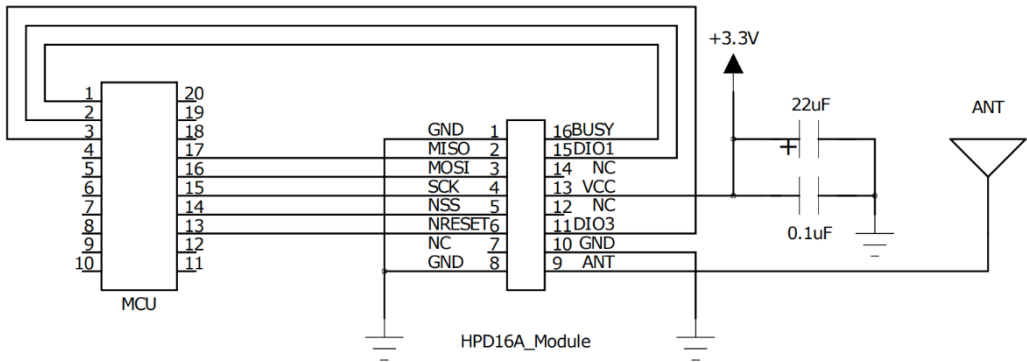 +3.3V
22uF
ANT
1 20
2 19
3 18
4 17
5 16
6 15
7 14
8 13
9 12
10 11
MCU
GND 1 16 BUSY
MISO 2 15 DIO1
MOSI 3 14 NC
SCK 4 13 VCC
NSS 5 12 NC
NRESET 6 11 DIO3
NC 7 10 GND
GND 8 9 ANT
+
0.1uF
HPD16A_Module